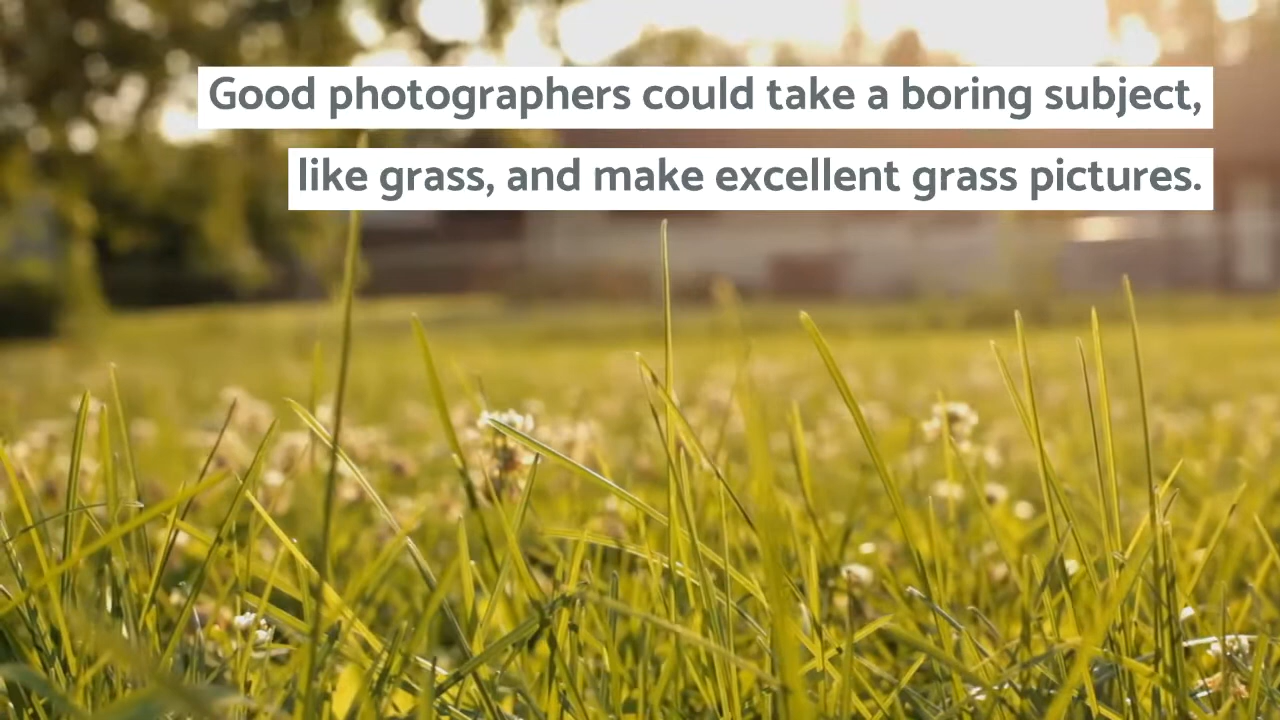 Good photographers could take a boring subject,
like grass, and make excellent grass pictures.